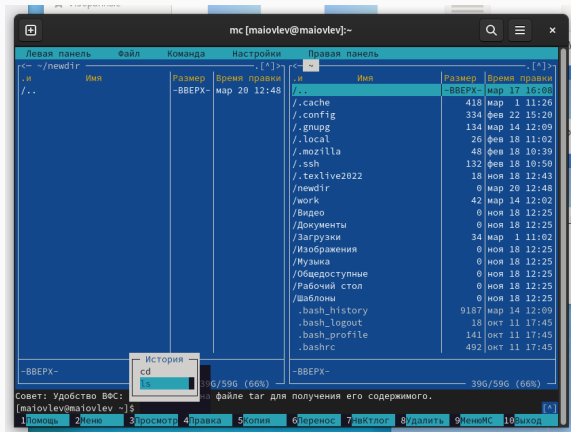 mc [maiovlev@maiovlev]:~
Левая панель Файл Команда Настройки Правая панель
<— ~/newdir .[^]>
.и Имя Размер Время правки
/.. -ВВЕРХ- мар 20 12:48
-ВВЕРХ-
39G/59G (66%)
<— ~ .[^]>
.и Имя Размер Время правки
/.. -ВВЕРХ- мар 17 16:08
/.cache 418 мар 1 11:26
/.config 334 фев 22 15:20
/.gnupg 134 мар 14 12:09
/.local 26 фев 18 11:02
/.mozilla 48 фев 18 10:39
/.ssh 132 фев 18 10:50
/.texlive2022 18 ноя 18 12:43
/newdir 0 мар 20 12:48
/work 42 мар 14 12:02
/Видео 0 ноя 18 12:25
/Документы 0 ноя 18 12:25
/Загрузки 34 мар 1 11:02
/Изображения 0 ноя 18 12:25
/Музыка 0 ноя 18 12:25
/Общедоступные 0 ноя 18 12:25
/Рабочий стол 0 ноя 18 12:25
/Шаблоны 0 ноя 18 12:25
.bash_history 9187 мар 14 12:09
.bash_logout 18 окт 11 17:45
.bash_profile 141 окт 11 17:45
.bashrc 492 окт 11 17:45
-ВВЕРХ-
39G/59G (66%)
История
cd
ls
Совет: Удобство ВФС: на файле tar для получения его содержимого.
[maiovlev@maiovlev ~]$ [^]
1Помощь 2Меню 3Просмотр 4Правка 5Копия 6Перенос 7НвКтлог 8Удалить 9МенюMC 10Выход